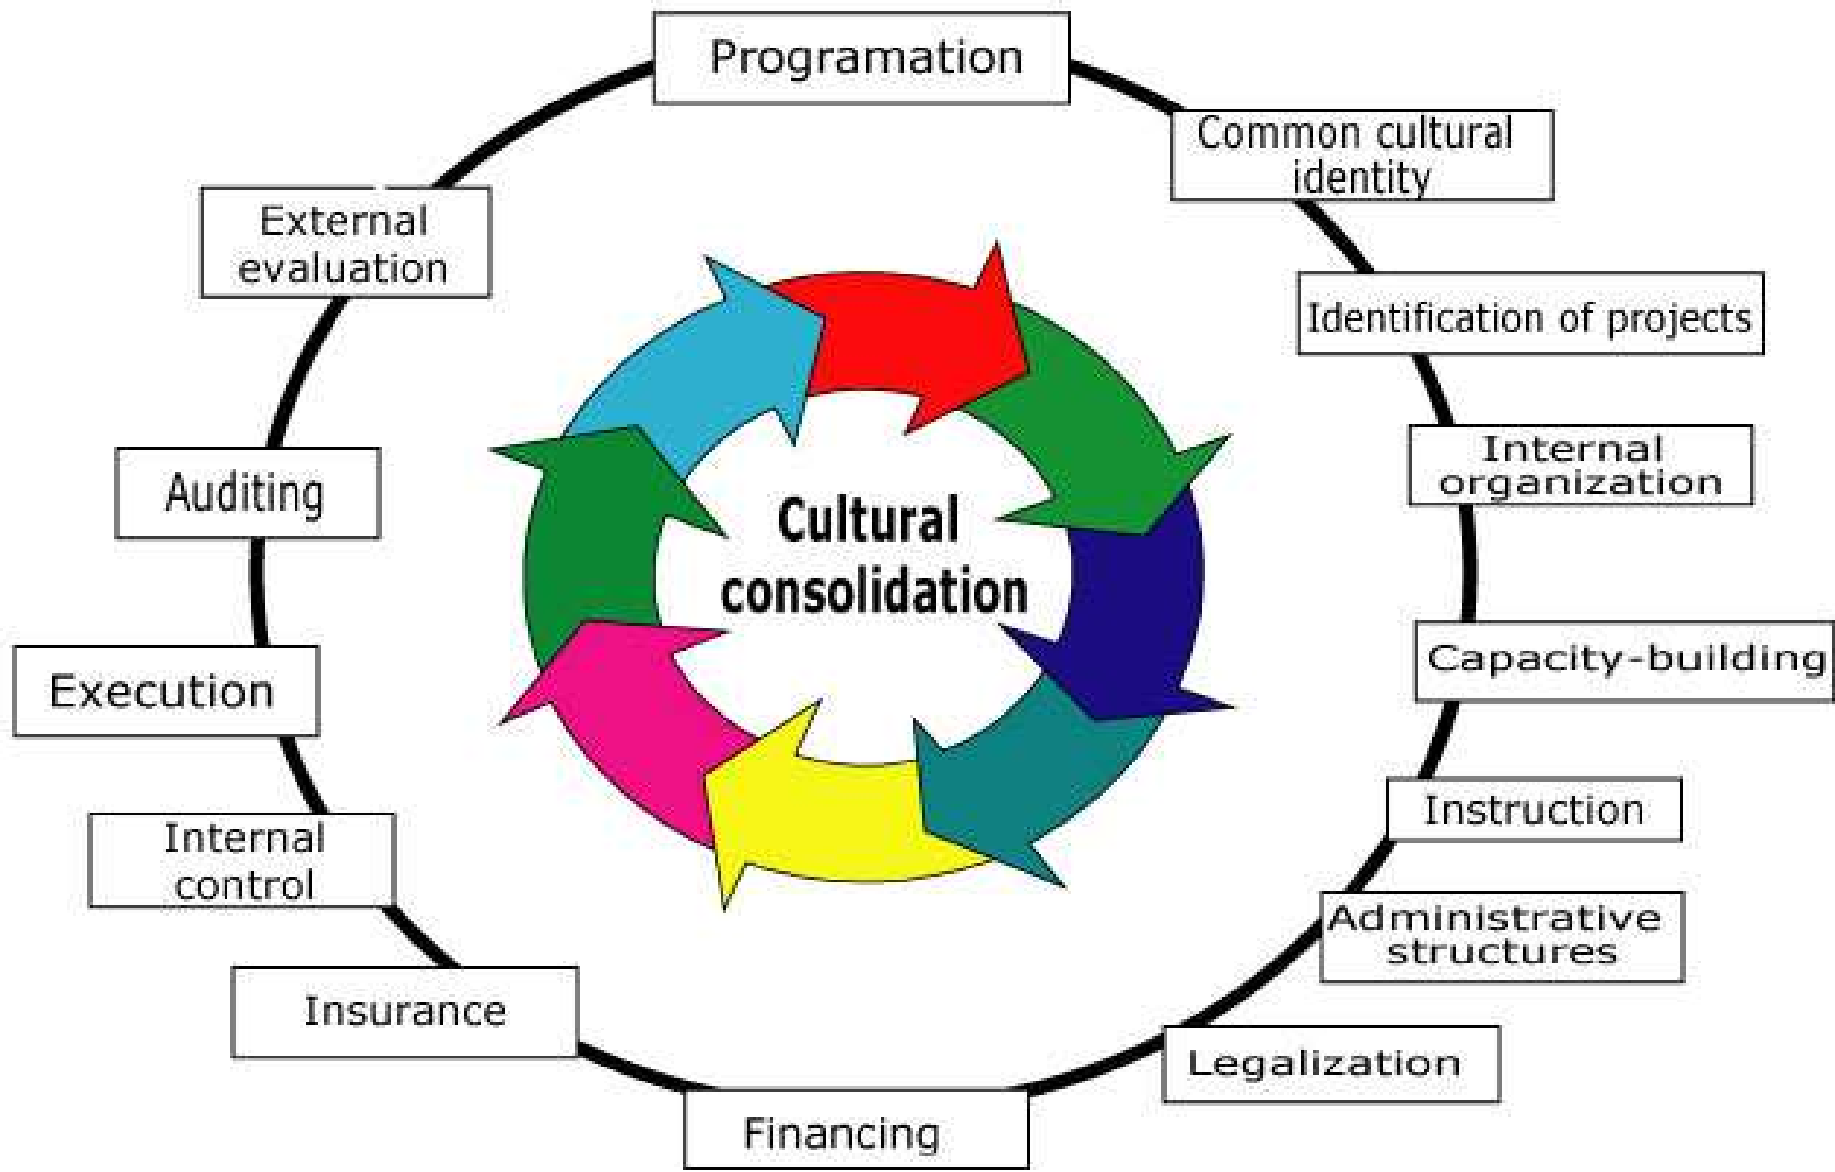 Programation
Common cultural
identity
External
evaluation
Identification of projects
Internal
organization
Auditing
Cultural
consolidation
Capacity-building
Execution
Instruction
Internal
control
Administrative
structures
Insurance
Legalization
Financing